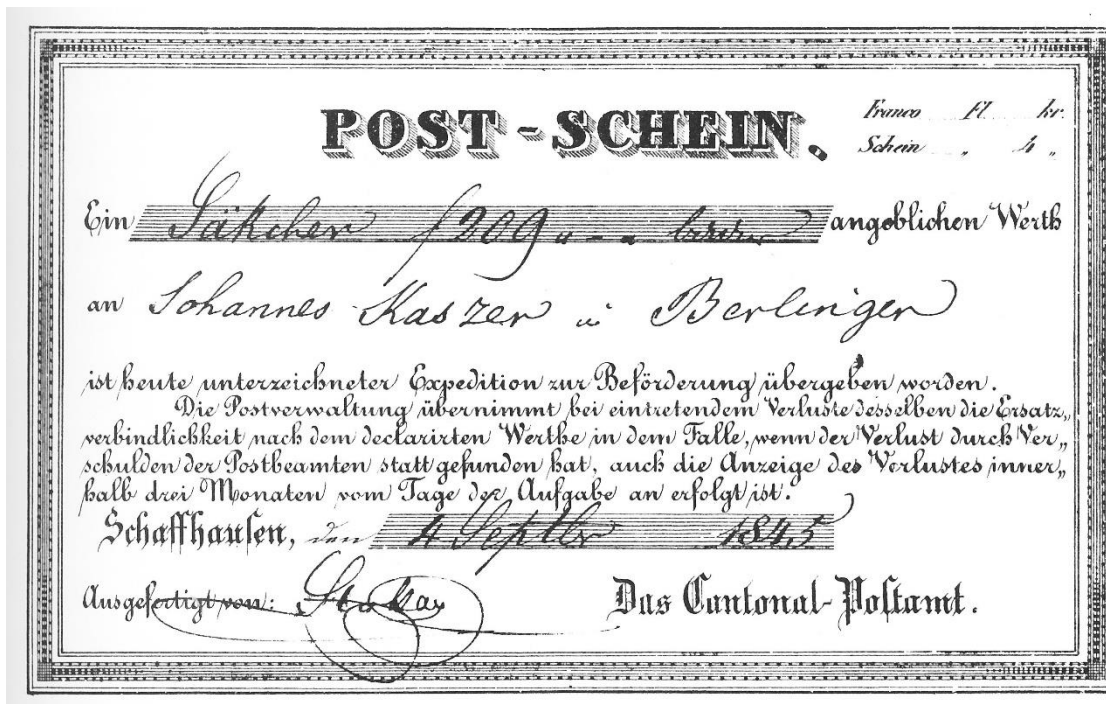 POST-SCHEIN.
Franco Fl kr.
Schein „ 4 „
Ein Säkchen f 209 „ - „ angeblichen Werth
an Johannes Kaszer in Berlingen
ist heute unterzeichneter Expedition zur Beförderung übergeben worden.
Die Postverwaltung übernimmt bei eintretendem Verluste desselben die Ersatz„
verbindlichkeit nach dem declarirten Werthe in dem Falle, wenn der Verlust durch Ver„
schulden der Postbeamten statt gefunden hat, auch die Anzeige des Verlustes inner„
halb drei Monaten vom Tage der Aufgabe an erfolgt ist.
Schaffhausen, den 4 Septbr 1845
Ausgefertigt von: Stokar
Das Cantonal-Postamt.